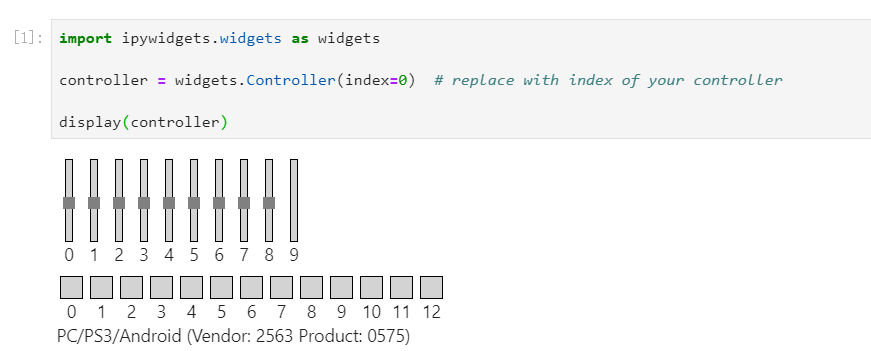 [1]: import ipywidgets.widgets as widgets
controller = widgets.Controller(index=0)  # replace with index of your controller
display(controller)
0 1 2 3 4 5 6 7 8 9
0 1 2 3 4 5 6 7 8 9 10 11 12
PC/PS3/Android (Vendor: 2563 Product: 0575)